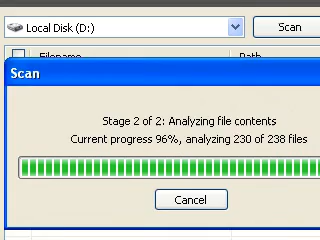 Local Disk (D:)
Scan
Filename
Path
Scan
Stage 2 of 2: Analyzing file contents
Current progress 96%, analyzing 230 of 238 files
Cancel